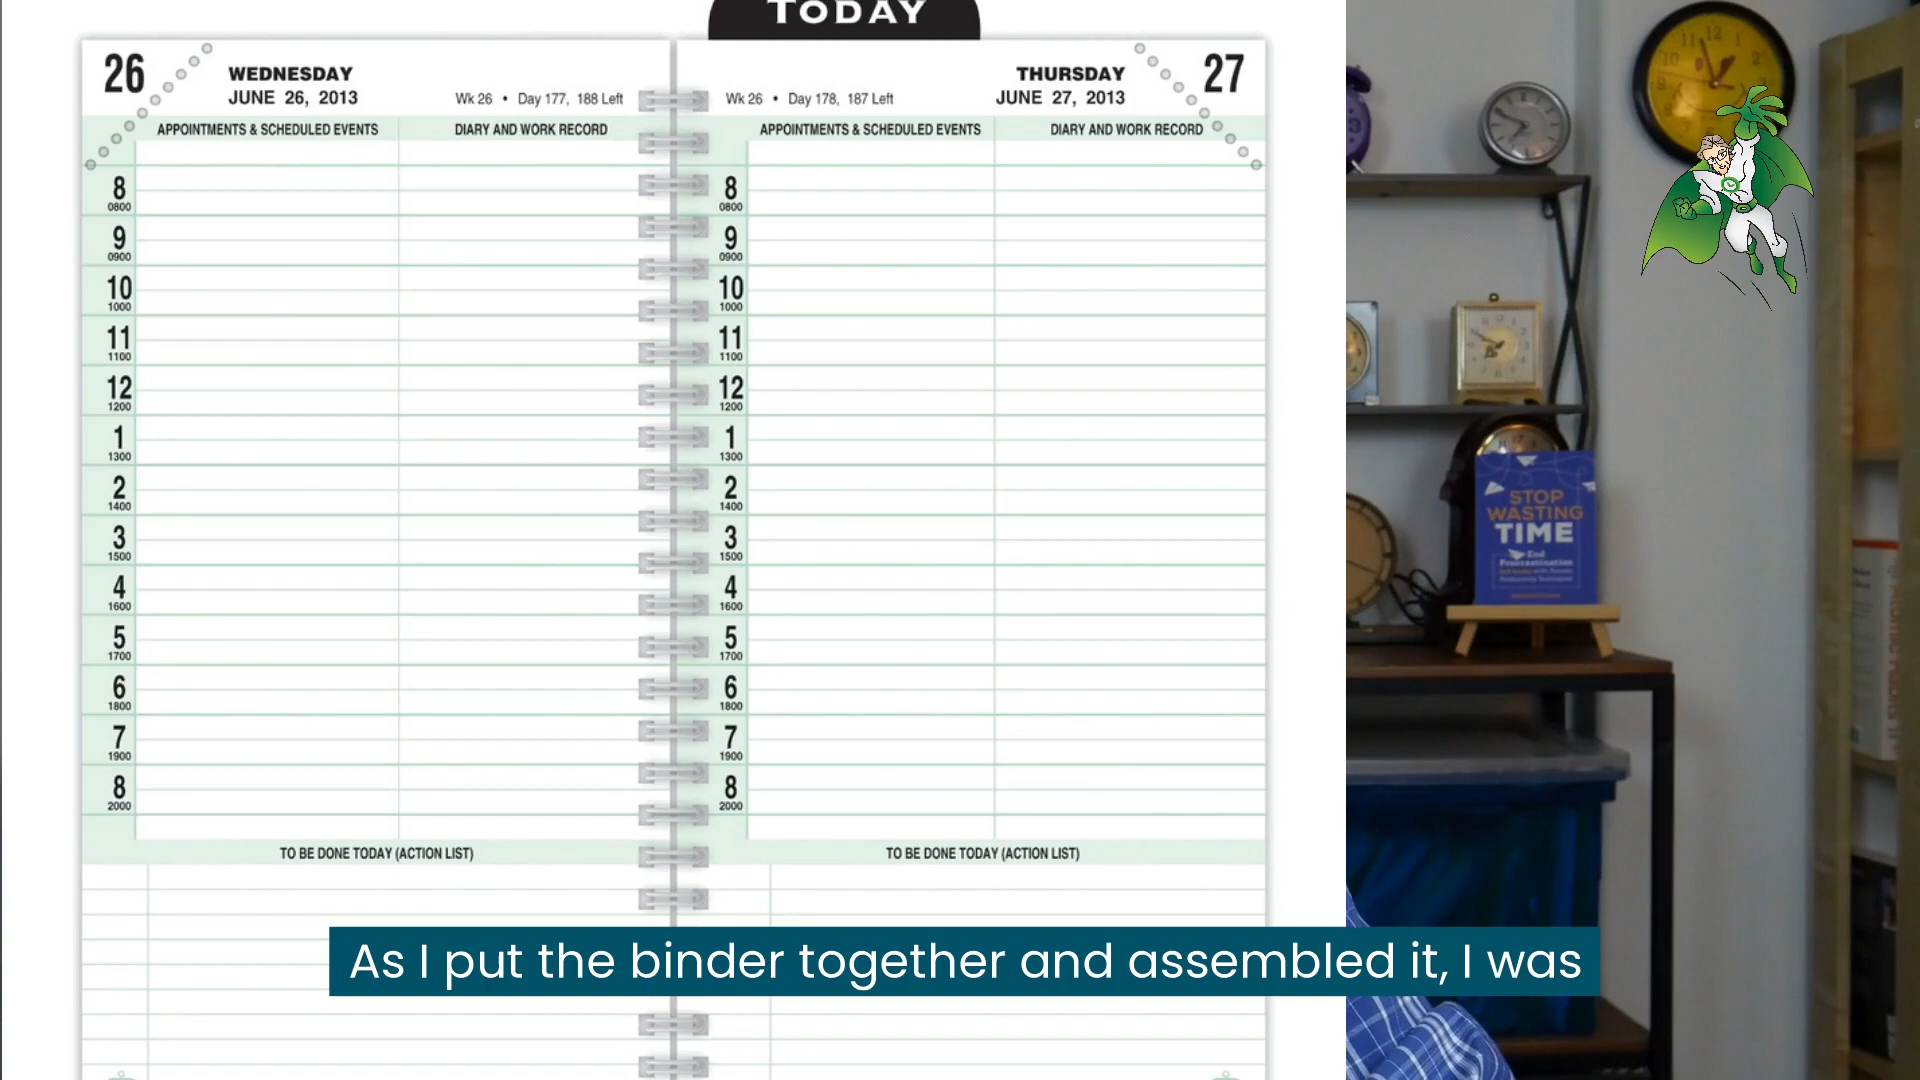 TODAY
26
WEDNESDAY
JUNE 26, 2013
Wk 26 • Day 177, 188 Left
APPOINTMENTS & SCHEDULED EVENTS
DIARY AND WORK RECORD
8
0800
9
0900
10
1000
11
1100
12
1200
1
1300
2
1400
3
1500
4
1600
5
1700
6
1800
7
1900
8
2000
TO BE DONE TODAY (ACTION LIST)
THURSDAY
27
JUNE 27, 2013
Wk 26 • Day 178, 187 Left
APPOINTMENTS & SCHEDULED EVENTS
DIARY AND WORK RECORD
8
0800
9
0900
10
1000
11
1100
12
1200
1
1300
2
1400
3
1500
4
1600
5
1700
6
1800
7
1900
8
2000
TO BE DONE TODAY (ACTION LIST)
STOP
WASTING
TIME
End
Procrastination
As I put the binder together and assembled it, I was